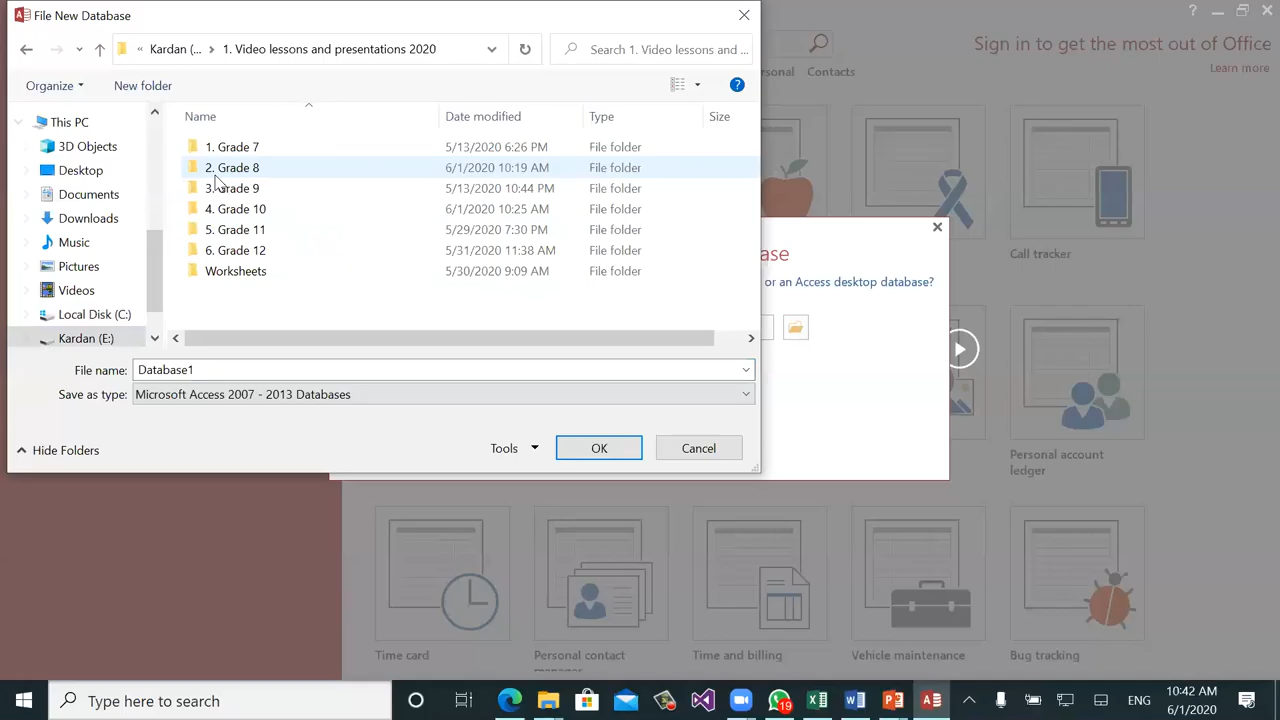 File New Database
Sign in to get the most out of Office
Learn more
« Kardan (... > 1. Video lessons and presentations 2020
Search 1. Video lessons and ...
Contacts
Organize
New folder
Name
Date modified
Type
Size
This PC
3D Objects
Desktop
Documents
Downloads
Music
Pictures
Videos
Local Disk (C:)
Kardan (E:)
1. Grade 7 5/13/2020 6:26 PM File folder
2. Grade 8 6/1/2020 10:19 AM File folder
3. Grade 9 5/13/2020 10:44 PM File folder
4. Grade 10 6/1/2020 10:25 AM File folder
5. Grade 11 5/29/2020 7:30 PM File folder
6. Grade 12 5/31/2020 11:38 AM File folder
Worksheets 5/30/2020 9:09 AM File folder
Call tracker
or an Access desktop database?
File name: Database1
Save as type: Microsoft Access 2007 - 2013 Databases
Hide Folders
Tools
OK
Cancel
Personal account
ledger
Time card
Personal contact
Time and billing
Vehicle maintenance
Bug tracking
Type here to search
19
ENG
10:42 AM
6/1/2020